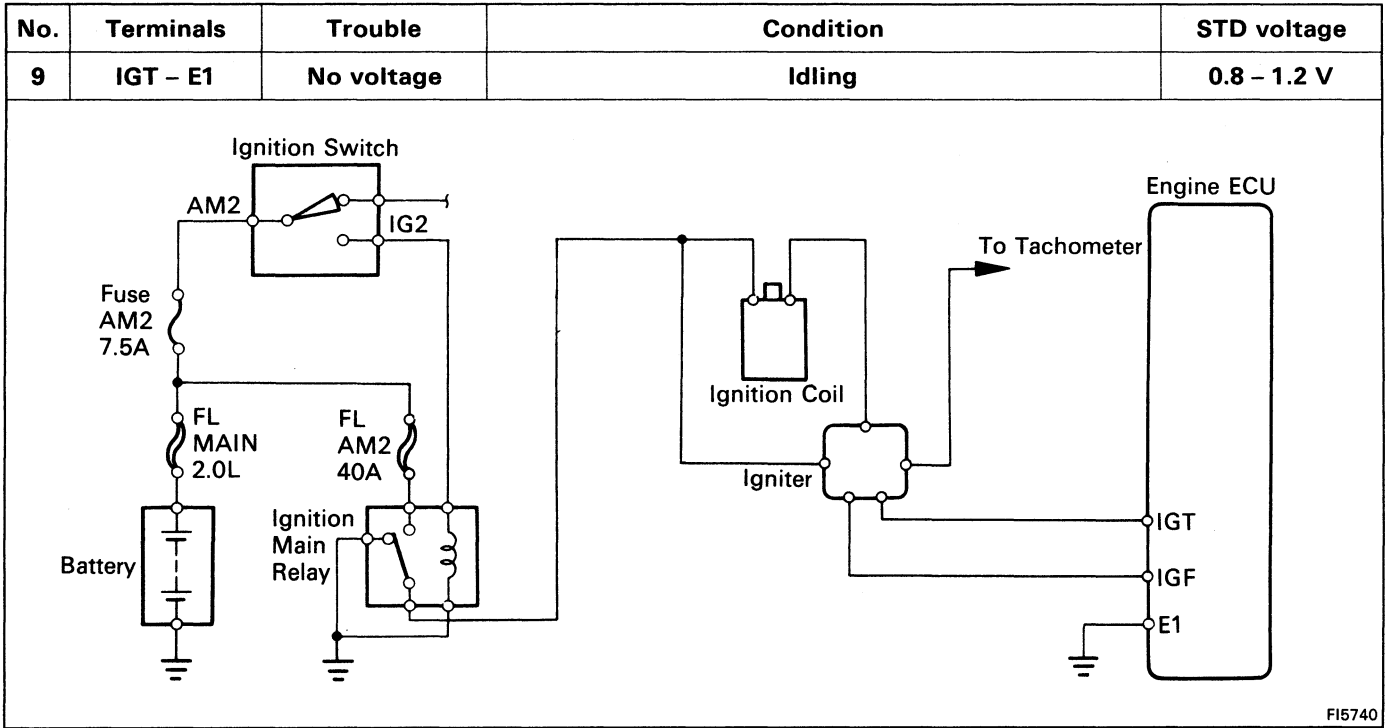 No. Terminals Trouble Condition STD voltage
9 IGT – E1 No voltage Idling 0.8 – 1.2 V
Ignition Switch
AM2
IG2
Engine ECU
To Tachometer
Fuse
AM2
7.5A
Ignition Coil
FL
MAIN
2.0L
FL
AM2
40A
Igniter
Ignition
Main
Relay
Battery
IGT
IGF
E1
FI5740